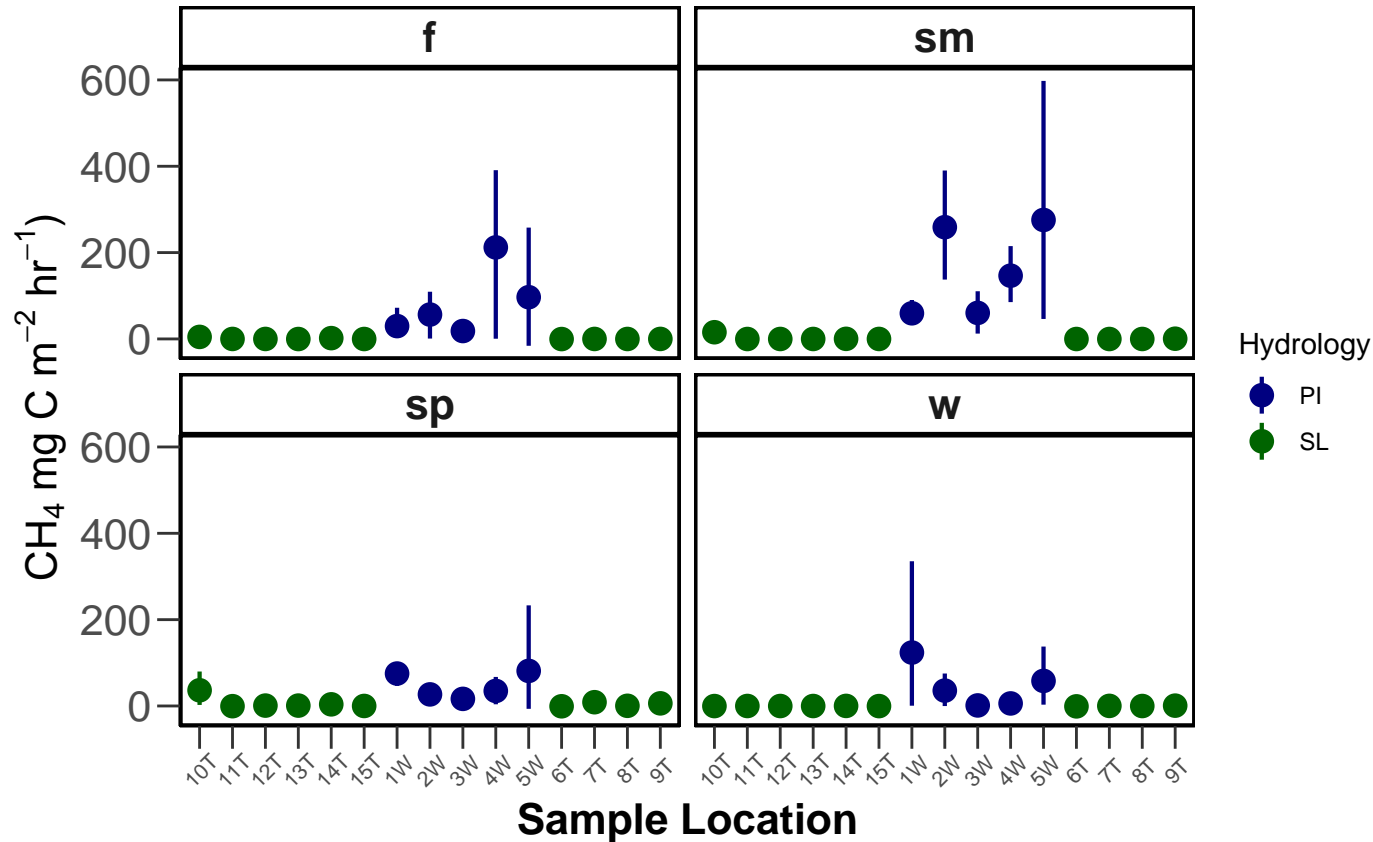 f
sm
600
400
200
0
sp
w
600
400
200
0
CH₄ mg C m⁻² hr⁻¹)
10T 11T 12T 13T 14T 15T 1W 2W 3W 4W 5W 6T 7T 8T 9T
10T 11T 12T 13T 14T 15T 1W 2W 3W 4W 5W 6T 7T 8T 9T
Sample Location
Hydrology
PI
SL